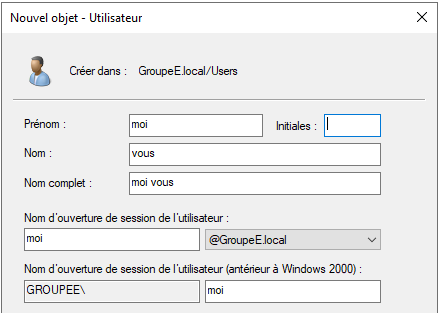 Nouvel objet - Utilisateur
Créer dans : GroupeE.local/Users
Prénom : moi Initiales :
Nom : vous
Nom complet : moi vous
Nom d'ouverture de session de l'utilisateur :
moi @GroupeE.local
Nom d'ouverture de session de l'utilisateur (antérieur à Windows 2000) :
GROUPEE\ moi